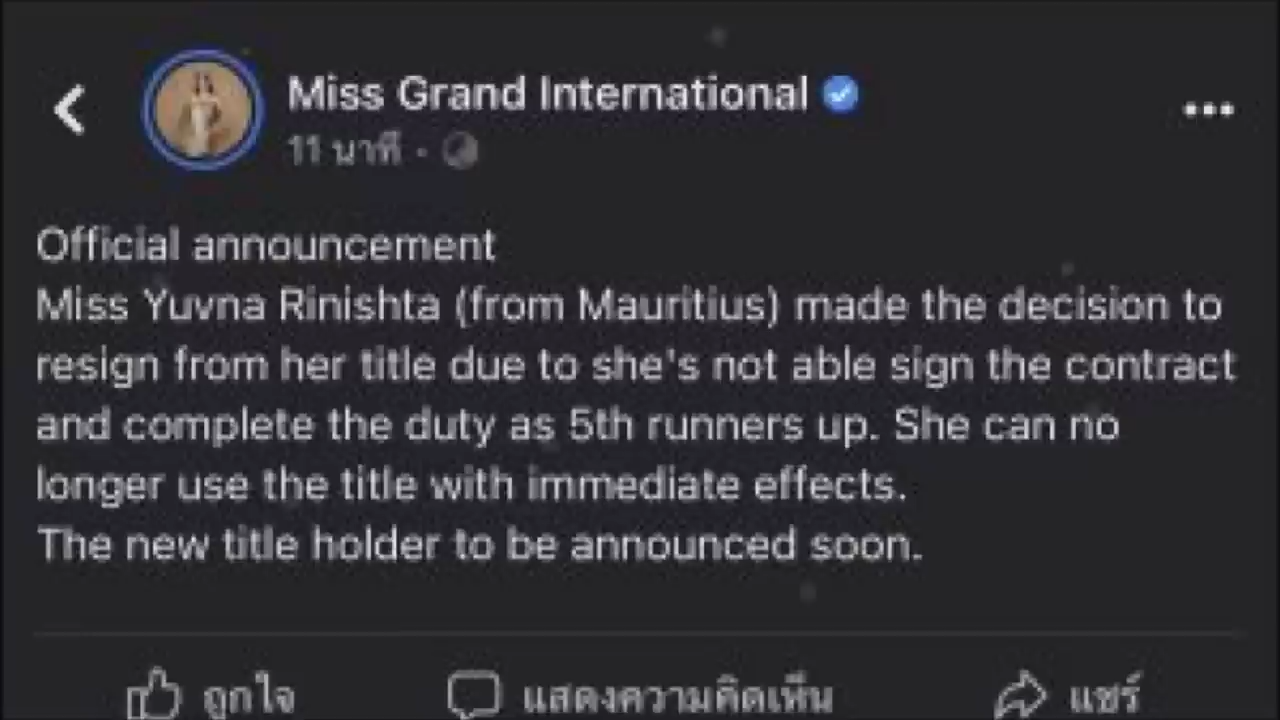 Miss Grand International
11 นาที ·
Official announcement
Miss Yuvna Rinishta (from Mauritius) made the decision to
resign from her title due to she's not able sign the contract
and complete the duty as 5th runners up. She can no
longer use the title with immediate effects.
The new title holder to be announced soon.
ถูกใจ แสดงความคิดเห็น แชร์